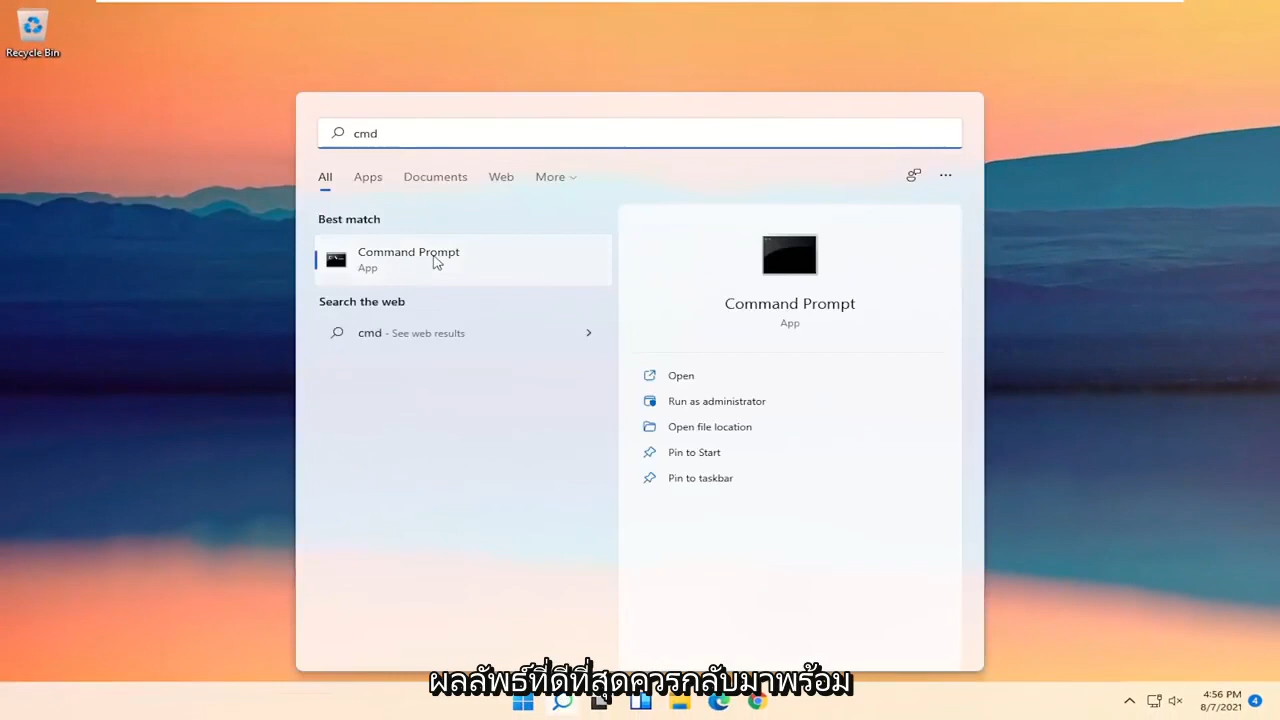 Recycle Bin
cmd
All Apps Documents Web More
Best match
Command Prompt
App
Search the web
cmd - See web results
Command Prompt
App
Open
Run as administrator
Open file location
Pin to Start
Pin to taskbar
ผลลัพธ์ที่ดีที่สุดควรกลับมาพร้อม
4:56 PM
8/7/2021
4